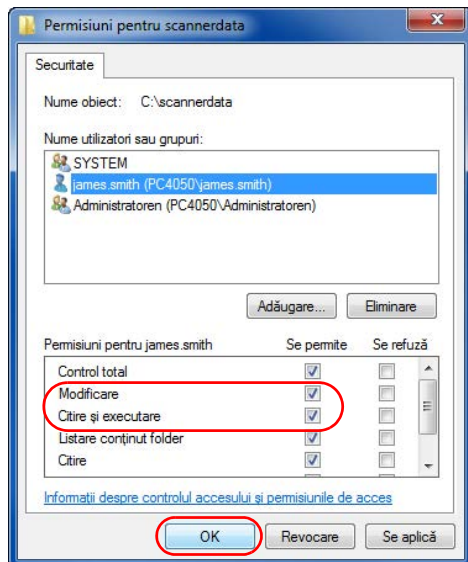 Permisiuni pentru scannerdata
Securitate
Nume obiect: C:\scannerdata
Nume utilizatori sau grupuri:
SYSTEM
james.smith (PC4050\james.smith)
Administratoren (PC4050\Administratoren)
Adăugare... Eliminare
Permisiuni pentru james.smith Se permite Se refuză
Control total
Modificare
Citire și executare
Listare conținut folder
Citire
Informații despre controlul accesului și permisiunile de acces
OK Revocare Se aplică